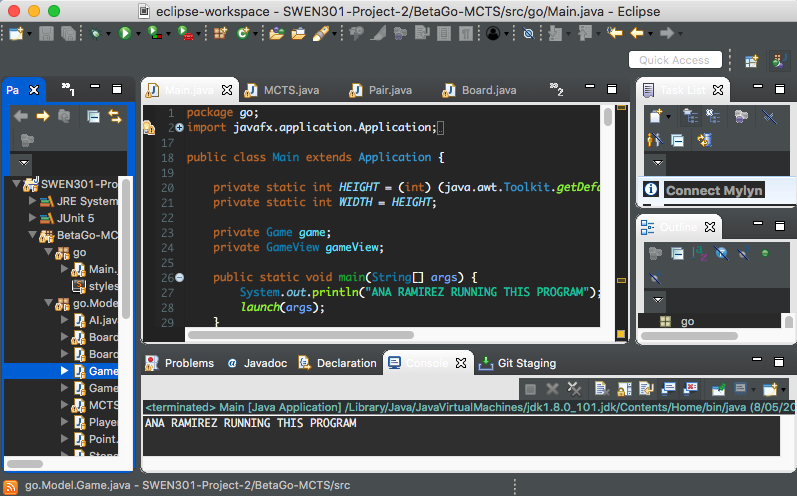 eclipse-workspace - SWEN301-Project-2/BetaGo-MCTS/src/go/Main.java - Eclipse
Quick Access
Pa
»1
Main.java
MCTS.java
Pair.java
Board.java
»2
Task List
1 package go;
2 import javafx.application.Application;
17
18 public class Main extends Application {
19
20 private static int HEIGHT = (int) (java.awt.Toolkit.getDefa
21 private static int WIDTH = HEIGHT;
22
23 private Game game;
24 private GameView gameView;
25
26 public static void main(String[] args) {
27 System.out.println("ANA RAMIREZ RUNNING THIS PROGRAM");
28 launch(args);
29 }
SWEN301-Pro
JRE System
JUnit 5
BetaGo-MC
go
Main.j
styles
go.Mode
AI.java
Board
Board
Game
Game
MCTS
Player
Point.
Stone
Connect Mylyn
Outline
go
Problems
@ Javadoc
Declaration
Console
Git Staging
<terminated> Main [Java Application] /Library/Java/JavaVirtualMachines/jdk1.8.0_101.jdk/Contents/Home/bin/java (8/05/20
ANA RAMIREZ RUNNING THIS PROGRAM
go.Model.Game.java - SWEN301-Project-2/BetaGo-MCTS/src